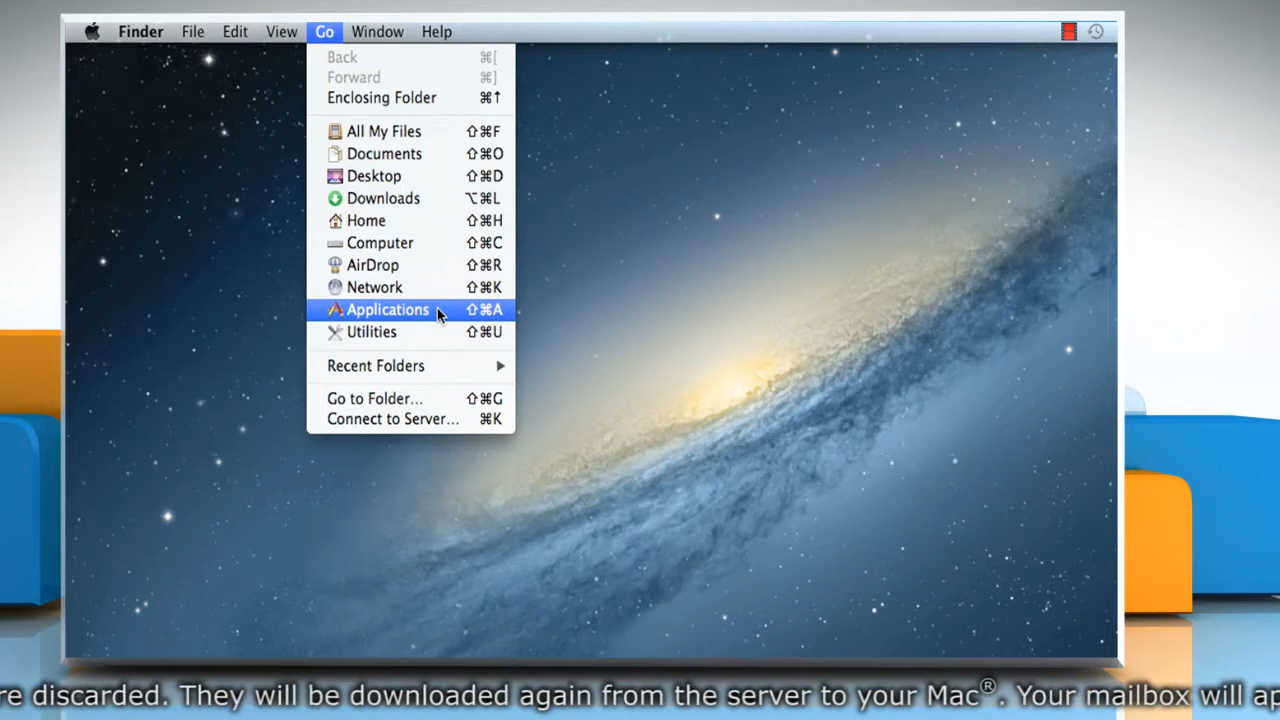 Finder File Edit View Go Window Help
Back ⌘[
Forward ⌘]
Enclosing Folder ⌘↑
All My Files ⇧⌘F
Documents ⇧⌘O
Desktop ⇧⌘D
Downloads ⌥⌘L
Home ⇧⌘H
Computer ⇧⌘C
AirDrop ⇧⌘R
Network ⇧⌘K
Applications ⇧⌘A
Utilities ⇧⌘U
Recent Folders
Go to Folder... ⇧⌘G
Connect to Server... ⌘K
re discarded. They will be downloaded again from the server to your Mac®. Your mailbox will ap